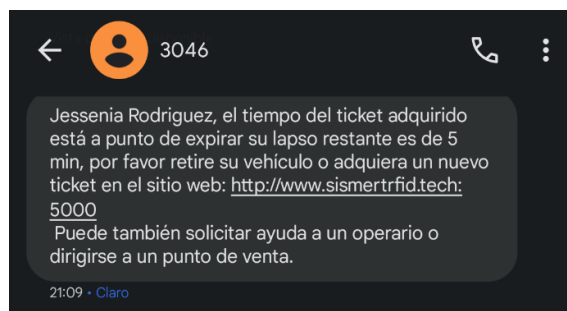 3046
Jessenia Rodriguez, el tiempo del ticket adquirido
está a punto de expirar su lapso restante es de 5
min, por favor retire su vehículo o adquiera un nuevo
ticket en el sitio web: http://www.sismertrfid.tech:
5000
Puede también solicitar ayuda a un operario o
dirigirse a un punto de venta.
21:09 • Claro